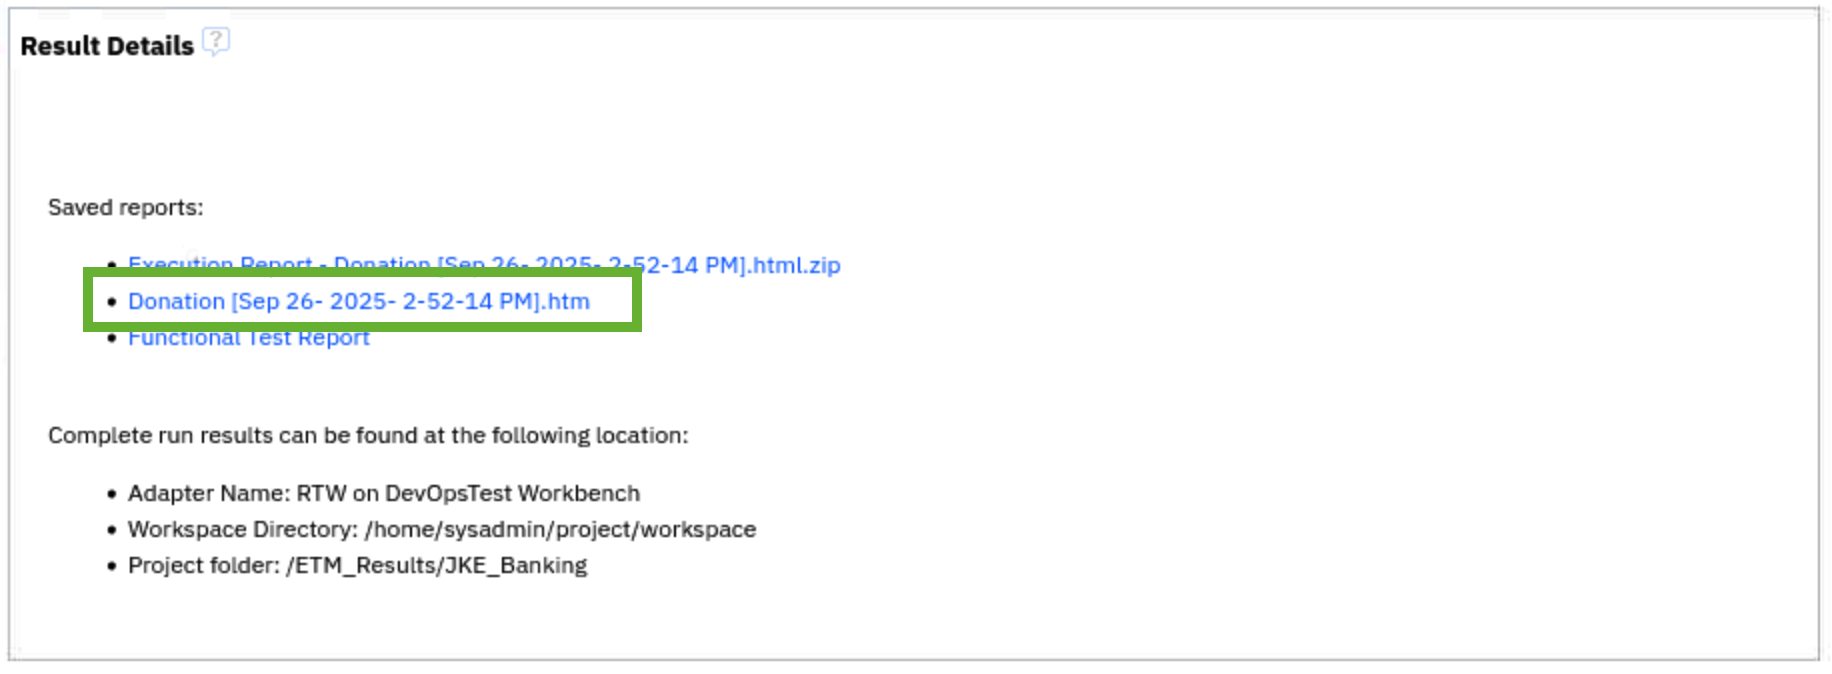 Result Details ?
Saved reports:
• Execution Report - Donation [Sep 26- 2025- 2-52-14 PM].html.zip
• Donation [Sep 26- 2025- 2-52-14 PM].htm
• Functional Test Report
Complete run results can be found at the following location:
• Adapter Name: RTW on DevOpsTest Workbench
• Workspace Directory: /home/sysadmin/project/workspace
• Project folder: /ETM_Results/JKE_Banking